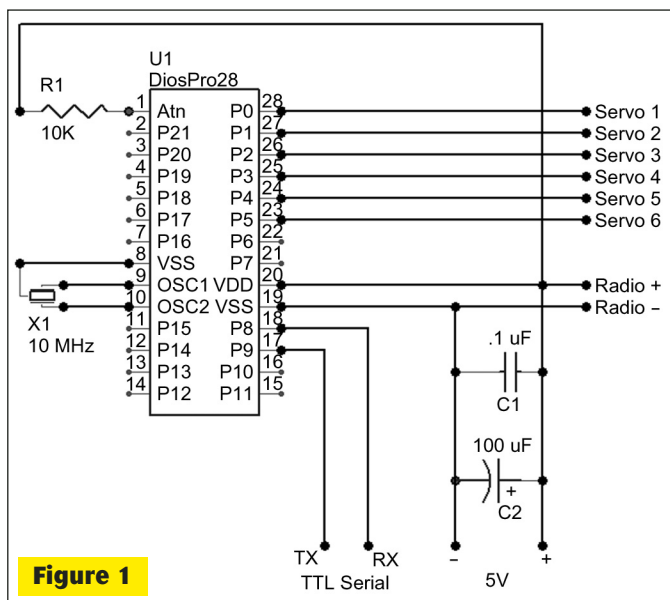 U1
DiosPro28
R1
10K
1 Atn P0 28 Servo 1
2 P21 P1 27 Servo 2
3 P20 P2 26 Servo 3
4 P19 P3 25 Servo 4
5 P18 P4 24 Servo 5
6 P17 P5 23 Servo 6
7 P16 P6 22
8 VSS P7 21
9 OSC1 VDD 20 Radio +
10 OSC2 VSS 19 Radio –
11 P15 P8 18
12 P14 P9 17
13 P13 P10 16
14 P12 P11 15
X1
10 MHz
.1 uF
C1
100 uF
+
C2
TX RX
TTL Serial
– 5V +
Figure 1